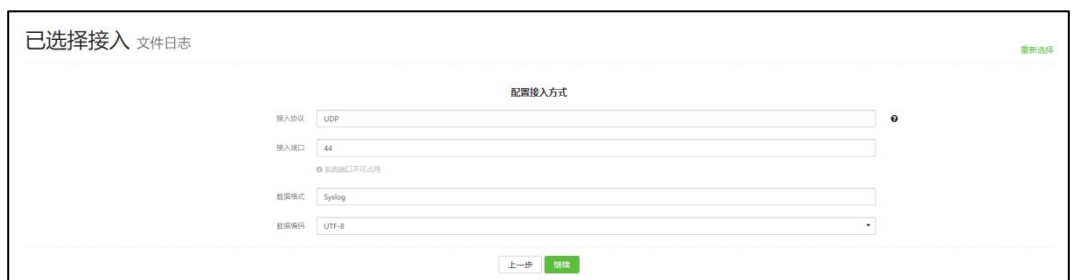 已选择接入 文件日志
重新选择
配置接入方式
接入协议 UDP
接入端口 44
系统端口不可占用
数据格式 Syslog
数据编码 UTF-8
上一步 继续